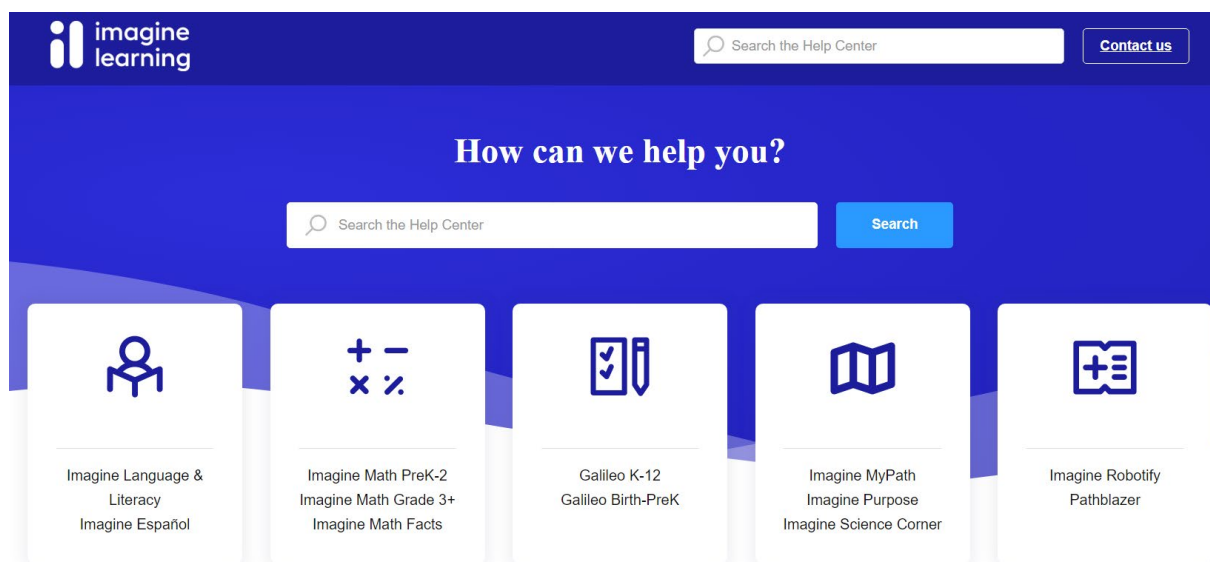 imagine
learning
Search the Help Center
Contact us
How can we help you?
Search the Help Center
Search
Imagine Language &
Literacy
Imagine Español
Imagine Math PreK-2
Imagine Math Grade 3+
Imagine Math Facts
Galileo K-12
Galileo Birth-PreK
Imagine MyPath
Imagine Purpose
Imagine Science Corner
Imagine Robotify
Pathblazer